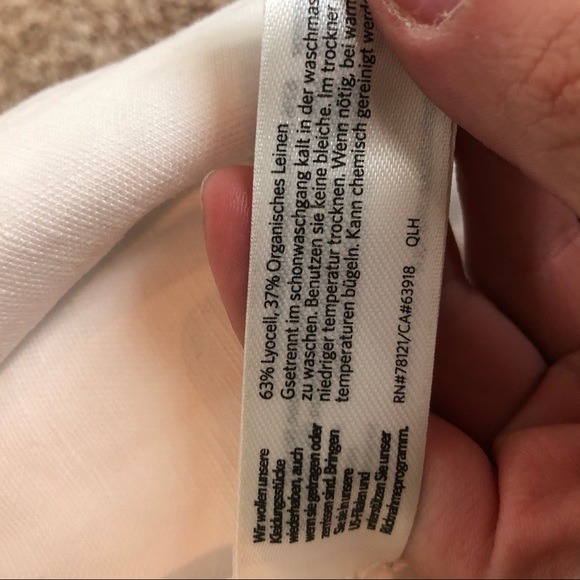 63% Lyocell, 37% Organisches Leinen
Gsetrennt im schonwaschgang kalt in der waschmas
zu waschen. Benutzen sie keine bleiche. Im trockner
niedriger temperatur trocknen. Wenn nötig, bei warm
temperaturen bügeln. Kann chemisch gereinigt werde
RN#78121/CA#63918 QLH
Wir wollen unsere
Kleidungsstücke
wiederhaben, auch
wenn sie getragen oder
zerrissen sind. Bringen
Sie sie in unsere
US-Filialen und
unterstützen Sie unser
Rücknahmeprogramm.